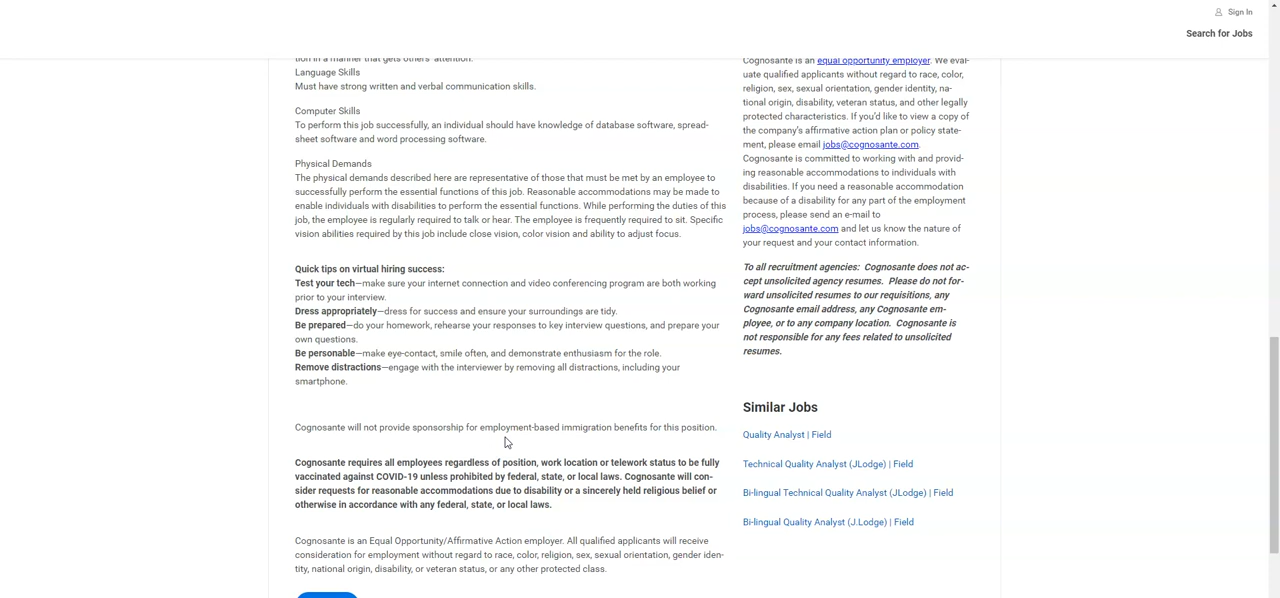 Sign In
Search for Jobs
tion in a manner that gets others' attention.
Language Skills
Must have strong written and verbal communication skills.
Computer Skills
To perform this job successfully, an individual should have knowledge of database software, spread-
sheet software and word processing software.
Physical Demands
The physical demands described here are representative of those that must be met by an employee to
successfully perform the essential functions of this job. Reasonable accommodations may be made to
enable individuals with disabilities to perform the essential functions. While performing the duties of this
job, the employee is regularly required to talk or hear. The employee is frequently required to sit. Specific
vision abilities required by this job include close vision, color vision and ability to adjust focus.
Quick tips on virtual hiring success:
Test your tech—make sure your internet connection and video conferencing program are both working
prior to your interview.
Dress appropriately—dress for success and ensure your surroundings are tidy.
Be prepared—do your homework, rehearse your responses to key interview questions, and prepare your
own questions.
Be personable—make eye-contact, smile often, and demonstrate enthusiasm for the role.
Remove distractions—engage with the interviewer by removing all distractions, including your
smartphone.
Cognosante will not provide sponsorship for employment-based immigration benefits for this position.
Cognosante requires all employees regardless of position, work location or telework status to be fully
vaccinated against COVID-19 unless prohibited by federal, state, or local laws. Cognosante will con-
sider requests for reasonable accommodations due to disability or a sincerely held religious belief or
otherwise in accordance with any federal, state, or local laws.
Cognosante is an Equal Opportunity/Affirmative Action employer. All qualified applicants will receive
consideration for employment without regard to race, color, religion, sex, sexual orientation, gender iden-
tity, national origin, disability, or veteran status, or any other protected class.
Cognosante is an equal opportunity employer. We eval-
uate qualified applicants without regard to race, color,
religion, sex, sexual orientation, gender identity, na-
tional origin, disability, veteran status, and other legally
protected characteristics. If you'd like to view a copy of
the company's affirmative action plan or policy state-
ment, please email jobs@cognosante.com.
Cognosante is committed to working with and provid-
ing reasonable accommodations to individuals with
disabilities. If you need a reasonable accommodation
because of a disability for any part of the employment
process, please send an e-mail to
jobs@cognosante.com and let us know the nature of
your request and your contact information.
To all recruitment agencies:  Cognosante does not ac-
cept unsolicited agency resumes.  Please do not for-
ward unsolicited resumes to our requisitions, any
Cognosante email address, any Cognosante em-
ployee, or to any company location.  Cognosante is
not responsible for any fees related to unsolicited
resumes.
Similar Jobs
Quality Analyst | Field
Technical Quality Analyst (JLodge) | Field
Bi-lingual Technical Quality Analyst (JLodge) | Field
Bi-lingual Quality Analyst (J.Lodge) | Field